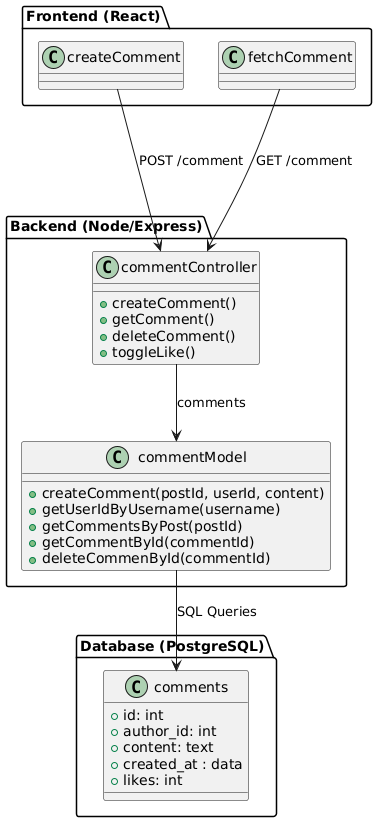 Frontend (React)
C createComment
C fetchComment
POST /comment
GET /comment
Backend (Node/Express)
C commentController
createComment()
getComment()
deleteComment()
toggleLike()
comments
C commentModel
createComment(postId, userId, content)
getUserIdByUsername(username)
getCommentsByPost(postId)
getCommentById(commentId)
deleteCommenById(commentId)
SQL Queries
Database (PostgreSQL)
C comments
id: int
author_id: int
content: text
created_at : data
likes: int